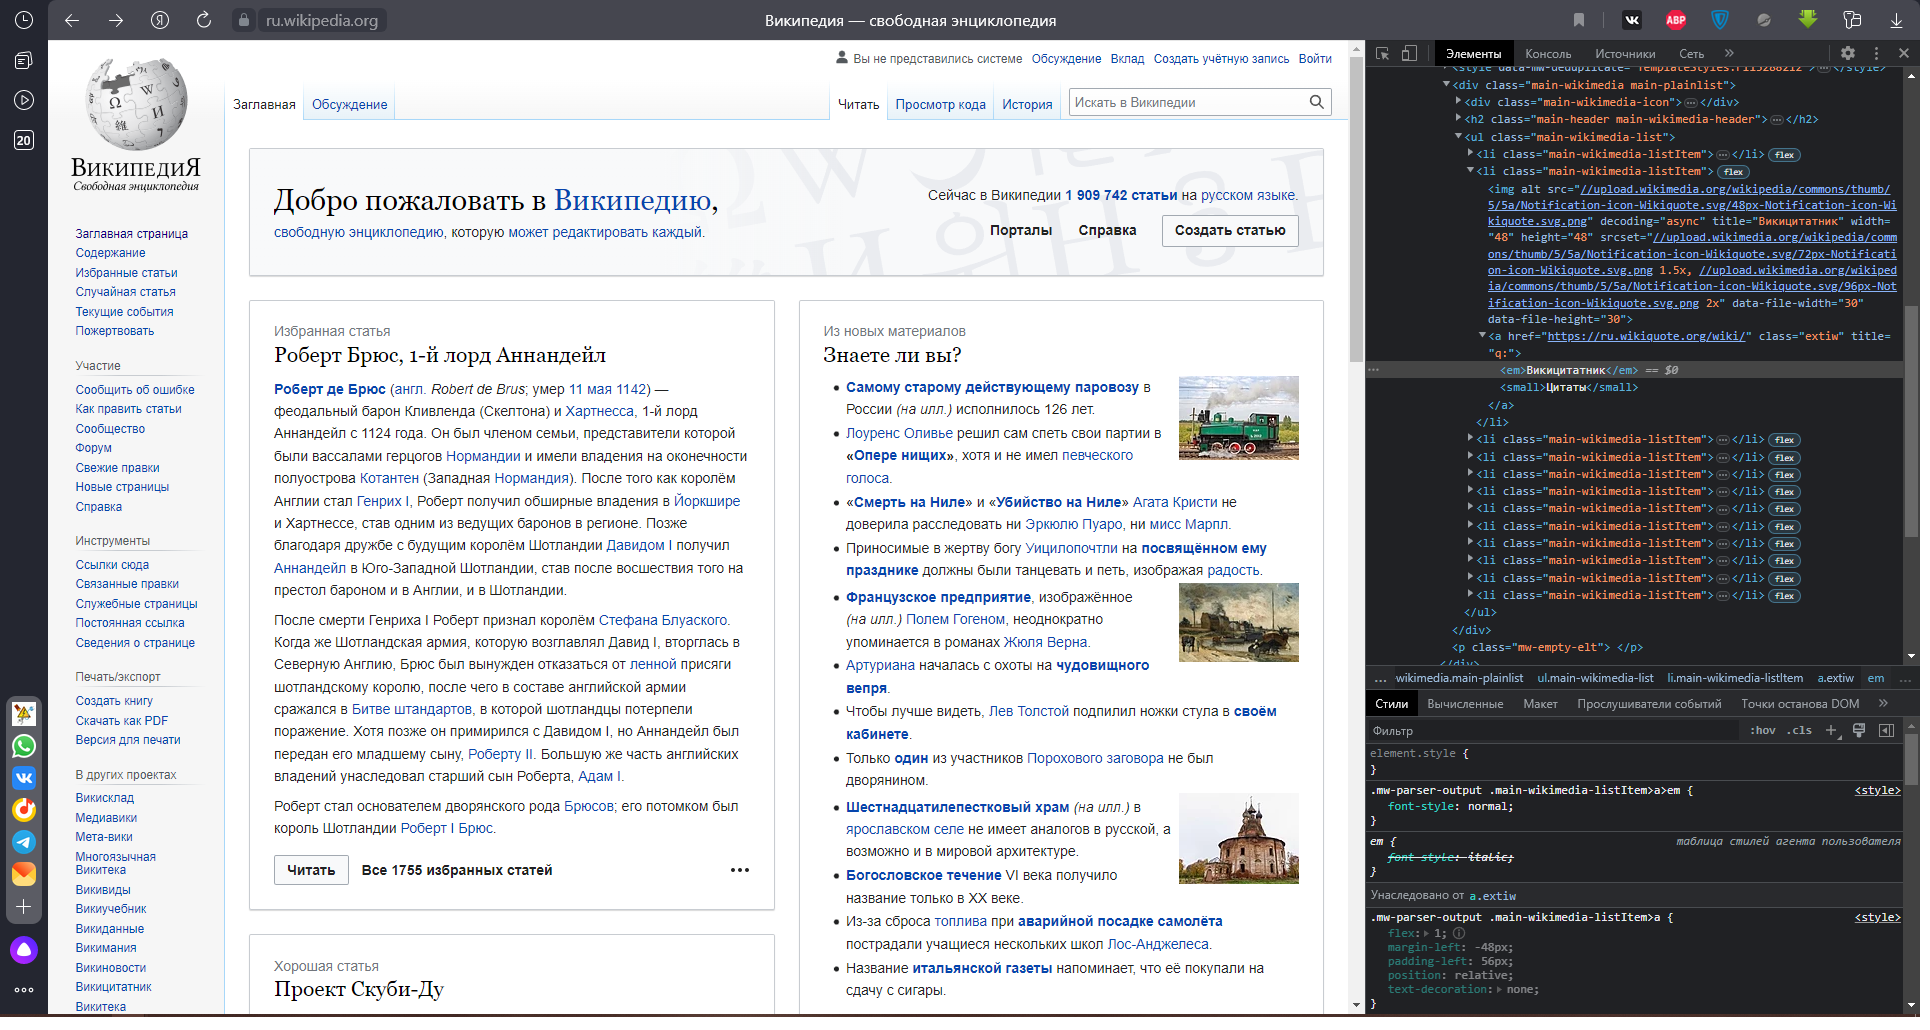 ru.wikipedia.org
Википедия — свободная энциклопедия
ABP
20
ВикипедиЯ
Свободная энциклопедия
Вы не представились системе Обсуждение Вклад Создать учётную запись Войти
Заглавная Обсуждение
Читать Просмотр кода История
Искать в Википедии
Заглавная страница
Содержание
Избранные статьи
Случайная статья
Текущие события
Пожертвовать
Участие
Сообщить об ошибке
Как править статьи
Сообщество
Форум
Свежие правки
Новые страницы
Справка
Инструменты
Ссылки сюда
Связанные правки
Служебные страницы
Постоянная ссылка
Сведения о странице
Печать/экспорт
Создать книгу
Скачать как PDF
Версия для печати
В других проектах
Викисклад
Медиавики
Мета-вики
Многоязычная
Викитека
Викивиды
Викиучебник
Викиданные
Викимания
Викиновости
Викицитатник
Викитека
Добро пожаловать в Википедию,
свободную энциклопедию, которую может редактировать каждый.
Сейчас в Википедии 1 909 742 статьи на русском языке.
Порталы Справка Создать статью
Избранная статья
Роберт Брюс, 1-й лорд Аннандейл
Роберт де Брюс (англ. Robert de Brus; умер 11 мая 1142) —
феодальный барон Кливленда (Скелтона) и Хартнесса, 1-й лорд
Аннандейл с 1124 года. Он был членом семьи, представители которой
были вассалами герцогов Нормандии и имели владения на оконечности
полуострова Котантен (Западная Нормандия). После того как королём
Англии стал Генрих I, Роберт получил обширные владения в Йоркшире
и Хартнессе, став одним из ведущих баронов в регионе. Позже
благодаря дружбе с будущим королём Шотландии Давидом I получил
Аннандейл в Юго-Западной Шотландии, став после восшествия того на
престол бароном и в Англии, и в Шотландии.
После смерти Генриха I Роберт признал королём Стефана Блуаского.
Когда же Шотландская армия, которую возглавлял Давид I, вторглась в
Северную Англию, Брюс был вынужден отказаться от ленной присяги
шотландскому королю, после чего в составе английской армии
сражался в Битве штандартов, в которой шотландцы потерпели
поражение. Хотя позже он примирился с Давидом I, но Аннандейл был
передан его младшему сыну, Роберту II. Большую же часть английских
владений унаследовал старший сын Роберта, Адам I.
Роберт стал основателем дворянского рода Брюсов; его потомком был
король Шотландии Роберт I Брюс.
Читать Все 1755 избранных статей
Хорошая статья
Проект Скуби-Ду
Из новых материалов
Знаете ли вы?
Самому старому действующему паровозу в
России (на илл.) исполнилось 126 лет.
Лоуренс Оливье решил сам спеть свои партии в
«Опере нищих», хотя и не имел певческого
голоса.
«Смерть на Ниле» и «Убийство на Ниле» Агата Кристи не
доверила расследовать ни Эркюлю Пуаро, ни мисс Марпл.
Приносимые в жертву богу Уицилопочтли на посвящённом ему
празднике должны были танцевать и петь, изображая радость.
Французское предприятие, изображённое
(на илл.) Полем Гогеном, неоднократно
упоминается в романах Жюля Верна.
Артуриана началась с охоты на чудовищного
вепря.
Чтобы лучше видеть, Лев Толстой подпилил ножки стула в своём
кабинете.
Только один из участников Порохового заговора не был
дворянином.
Шестнадцатилепестковый храм (на илл.) в
ярославском селе не имеет аналогов в русской, а
возможно и в мировой архитектуре.
Богословское течение VI века получило
название только в XX веке.
Из-за сброса топлива при аварийной посадке самолёта
пострадали учащиеся нескольких школ Лос-Анджелеса.
Название итальянской газеты напоминает, что её покупали на
сдачу с сигары.
Элементы Консоль Источники Сеть
<style data-mw-deduplicate="TemplateStyles:r115288212">…</style>
<div class="main-wikimedia main-plainlist">
<div class="main-wikimedia-icon">…</div>
<h2 class="main-header main-wikimedia-header">…</h2>
<ul class="main-wikimedia-list">
<li class="main-wikimedia-listItem">…</li> flex
<li class="main-wikimedia-listItem"> flex
<img alt src="//upload.wikimedia.org/wikipedia/commons/thumb/
5/5a/Notification-icon-Wikiquote.svg/48px-Notification-icon-Wi
kiquote.svg.png" decoding="async" title="Викицитатник" width=
"48" height="48" srcset="//upload.wikimedia.org/wikipedia/comm
ons/thumb/5/5a/Notification-icon-Wikiquote.svg/72px-Notificati
on-icon-Wikiquote.svg.png 1.5x, //upload.wikimedia.org/wikiped
ia/commons/thumb/5/5a/Notification-icon-Wikiquote.svg/96px-Not
ification-icon-Wikiquote.svg.png 2x" data-file-width="30"
data-file-height="30">
<a href="https://ru.wikiquote.org/wiki/" class="extiw" title=
"q:">
<em>Викицитатник</em> == $0
<small>Цитаты</small>
</a>
</li>
<li class="main-wikimedia-listItem">…</li> flex
<li class="main-wikimedia-listItem">…</li> flex
<li class="main-wikimedia-listItem">…</li> flex
<li class="main-wikimedia-listItem">…</li> flex
<li class="main-wikimedia-listItem">…</li> flex
<li class="main-wikimedia-listItem">…</li> flex
<li class="main-wikimedia-listItem">…</li> flex
<li class="main-wikimedia-listItem">…</li> flex
<li class="main-wikimedia-listItem">…</li> flex
<li class="main-wikimedia-listItem">…</li> flex
</ul>
</div>
<p class="mw-empty-elt"> </p>
</div>
… wikimedia.main-plainlist ul.main-wikimedia-list li.main-wikimedia-listItem a.extiw em …
Стили Вычисленные Макет Прослушиватели событий Точки останова DOM
Фильтр :hov .cls
element.style {
}
.mw-parser-output .main-wikimedia-listItem>a>em { <style>
font-style: normal;
}
em { таблица стилей агента пользователя
font-style: italic;
}
Унаследовано от a.extiw
.mw-parser-output .main-wikimedia-listItem>a { <style>
flex: 1;
margin-left: -48px;
padding-left: 56px;
position: relative;
text-decoration: none;
}